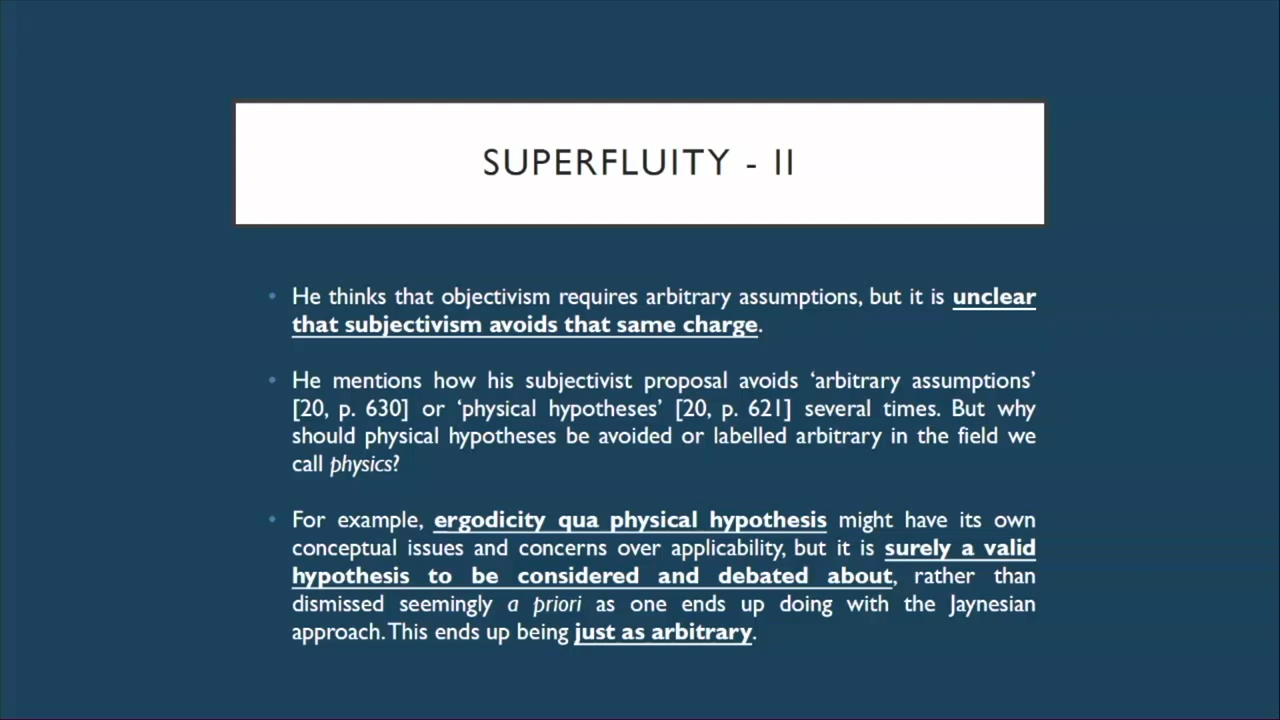 SUPERFLUITY - II
• He thinks that objectivism requires arbitrary assumptions, but it is unclear
that subjectivism avoids that same charge.
• He mentions how his subjectivist proposal avoids ‘arbitrary assumptions’
[20, p. 630] or ‘physical hypotheses’ [20, p. 621] several times. But why
should physical hypotheses be avoided or labelled arbitrary in the field we
call physics?
• For example, ergodicity qua physical hypothesis might have its own
conceptual issues and concerns over applicability, but it is surely a valid
hypothesis to be considered and debated about, rather than
dismissed seemingly a priori as one ends up doing with the Jaynesian
approach. This ends up being just as arbitrary.